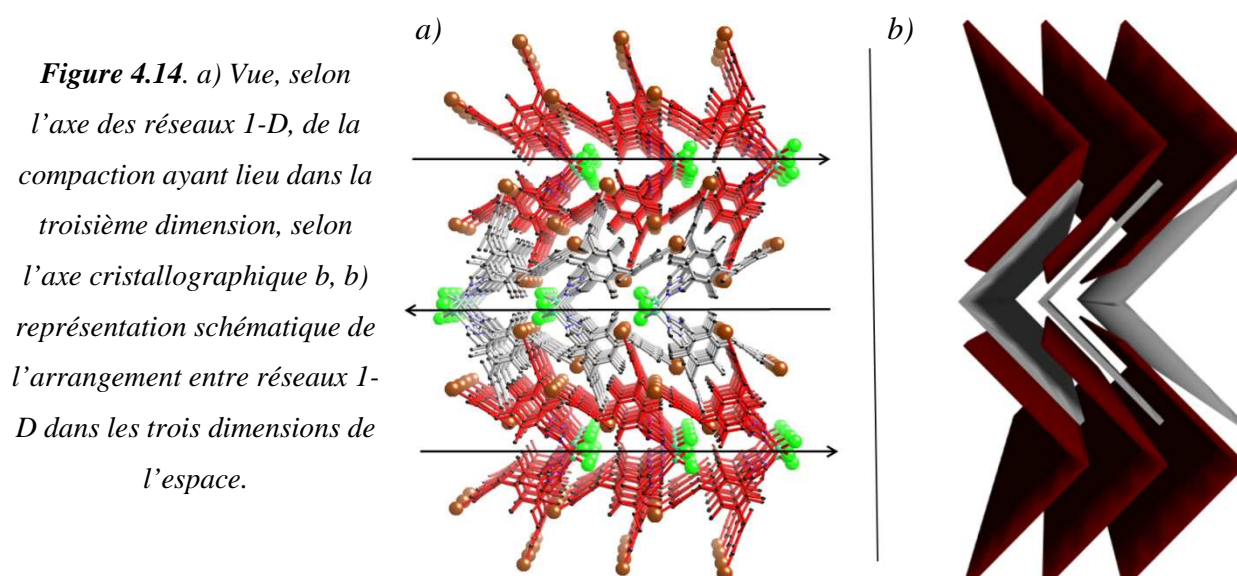 Figure 4.14. a) Vue, selon
l’axe des réseaux 1-D, de la
compaction ayant lieu dans la
troisième dimension, selon
l’axe cristallographique b, b)
représentation schématique de
l’arrangement entre réseaux 1-
D dans les trois dimensions de
l’espace.
a)
b)